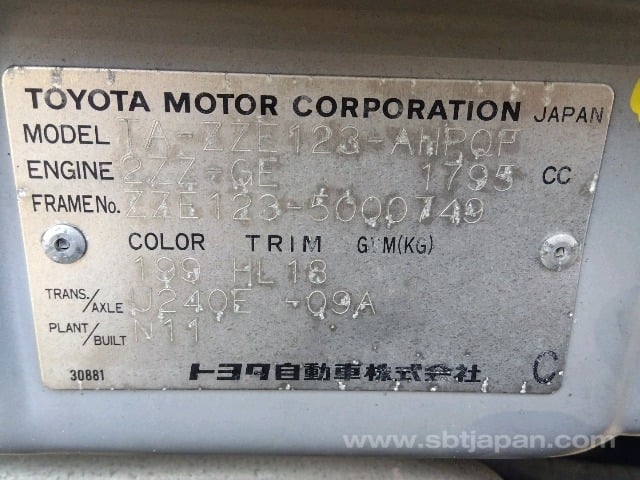 TOYOTA MOTOR CORPORATION JAPAN
MODEL TA-ZZE123-AHPQF
ENGINE 2ZZ-GE 1795 CC
FRAME No. ZZE123-5000749
COLOR TRIM G M(KG)
199 HL18
TRANS./AXLE U240E -09A
PLANT/BUILT N11
30881 トヨタ自動車株式会社 C
www.sbtjapan.com